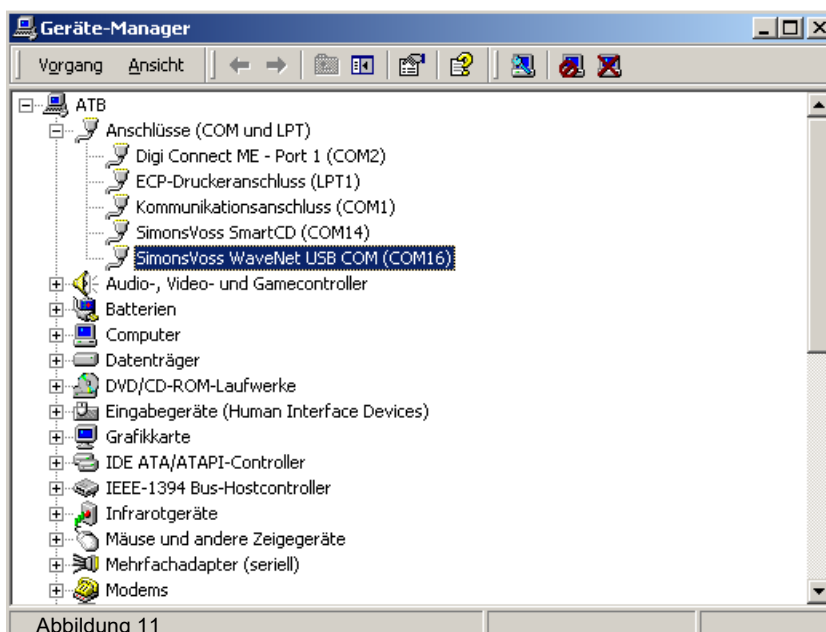 Geräte-Manager
Vorgang Ansicht
ATB
Anschlüsse (COM und LPT)
Digi Connect ME - Port 1 (COM2)
ECP-Druckeranschluss (LPT1)
Kommunikationsanschluss (COM1)
SimonsVoss SmartCD (COM14)
SimonsVoss WaveNet USB COM (COM16)
Audio-, Video- und Gamecontroller
Batterien
Computer
Datenträger
DVD/CD-ROM-Laufwerke
Eingabegeräte (Human Interface Devices)
Grafikkarte
IDE ATA/ATAPI-Controller
IEEE-1394 Bus-Hostcontroller
Infrarotgeräte
Mäuse und andere Zeigegeräte
Mehrfachadapter (seriell)
Modems
Abbildung 11